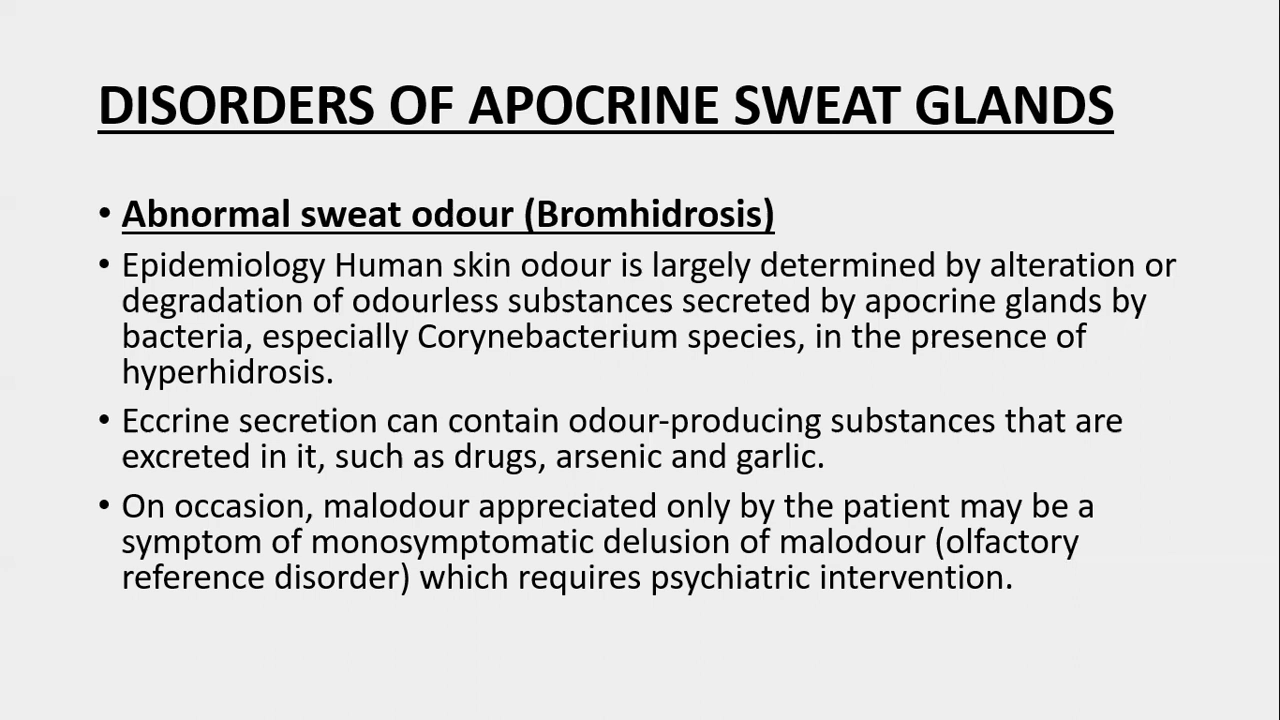 DISORDERS OF APOCRINE SWEAT GLANDS
• Abnormal sweat odour (Bromhidrosis)
• Epidemiology Human skin odour is largely determined by alteration or
degradation of odourless substances secreted by apocrine glands by
bacteria, especially Corynebacterium species, in the presence of
hyperhidrosis.
• Eccrine secretion can contain odour-producing substances that are
excreted in it, such as drugs, arsenic and garlic.
• On occasion, malodour appreciated only by the patient may be a
symptom of monosymptomatic delusion of malodour (olfactory
reference disorder) which requires psychiatric intervention.